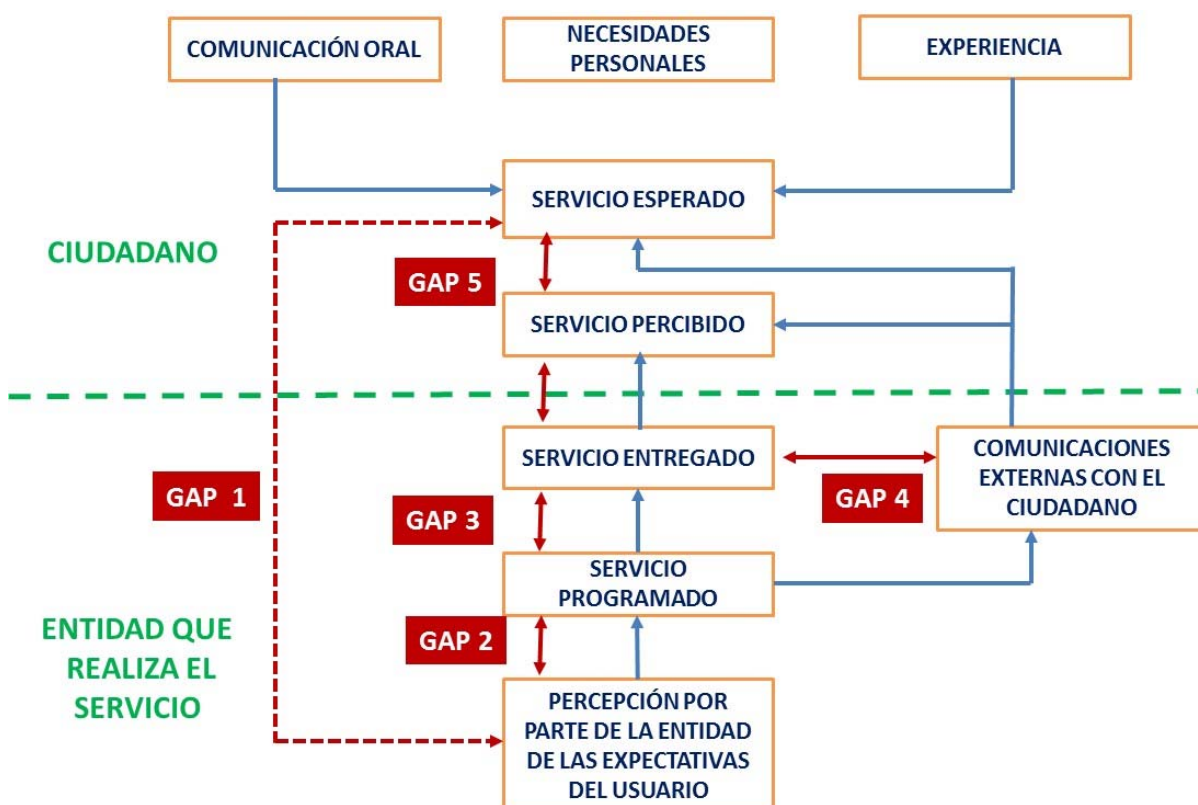 COMUNICACIÓN ORAL
NECESIDADES
PERSONALES
EXPERIENCIA
SERVICIO ESPERADO
CIUDADANO
GAP 5
SERVICIO PERCIBIDO
SERVICIO ENTREGADO
COMUNICACIONES
EXTERNAS CON EL
CIUDADANO
GAP 1
GAP 3
GAP 4
SERVICIO
PROGRAMADO
ENTIDAD QUE
REALIZA EL
SERVICIO
GAP 2
PERCEPCIÓN POR
PARTE DE LA ENTIDAD
DE LAS EXPECTATIVAS
DEL USUARIO